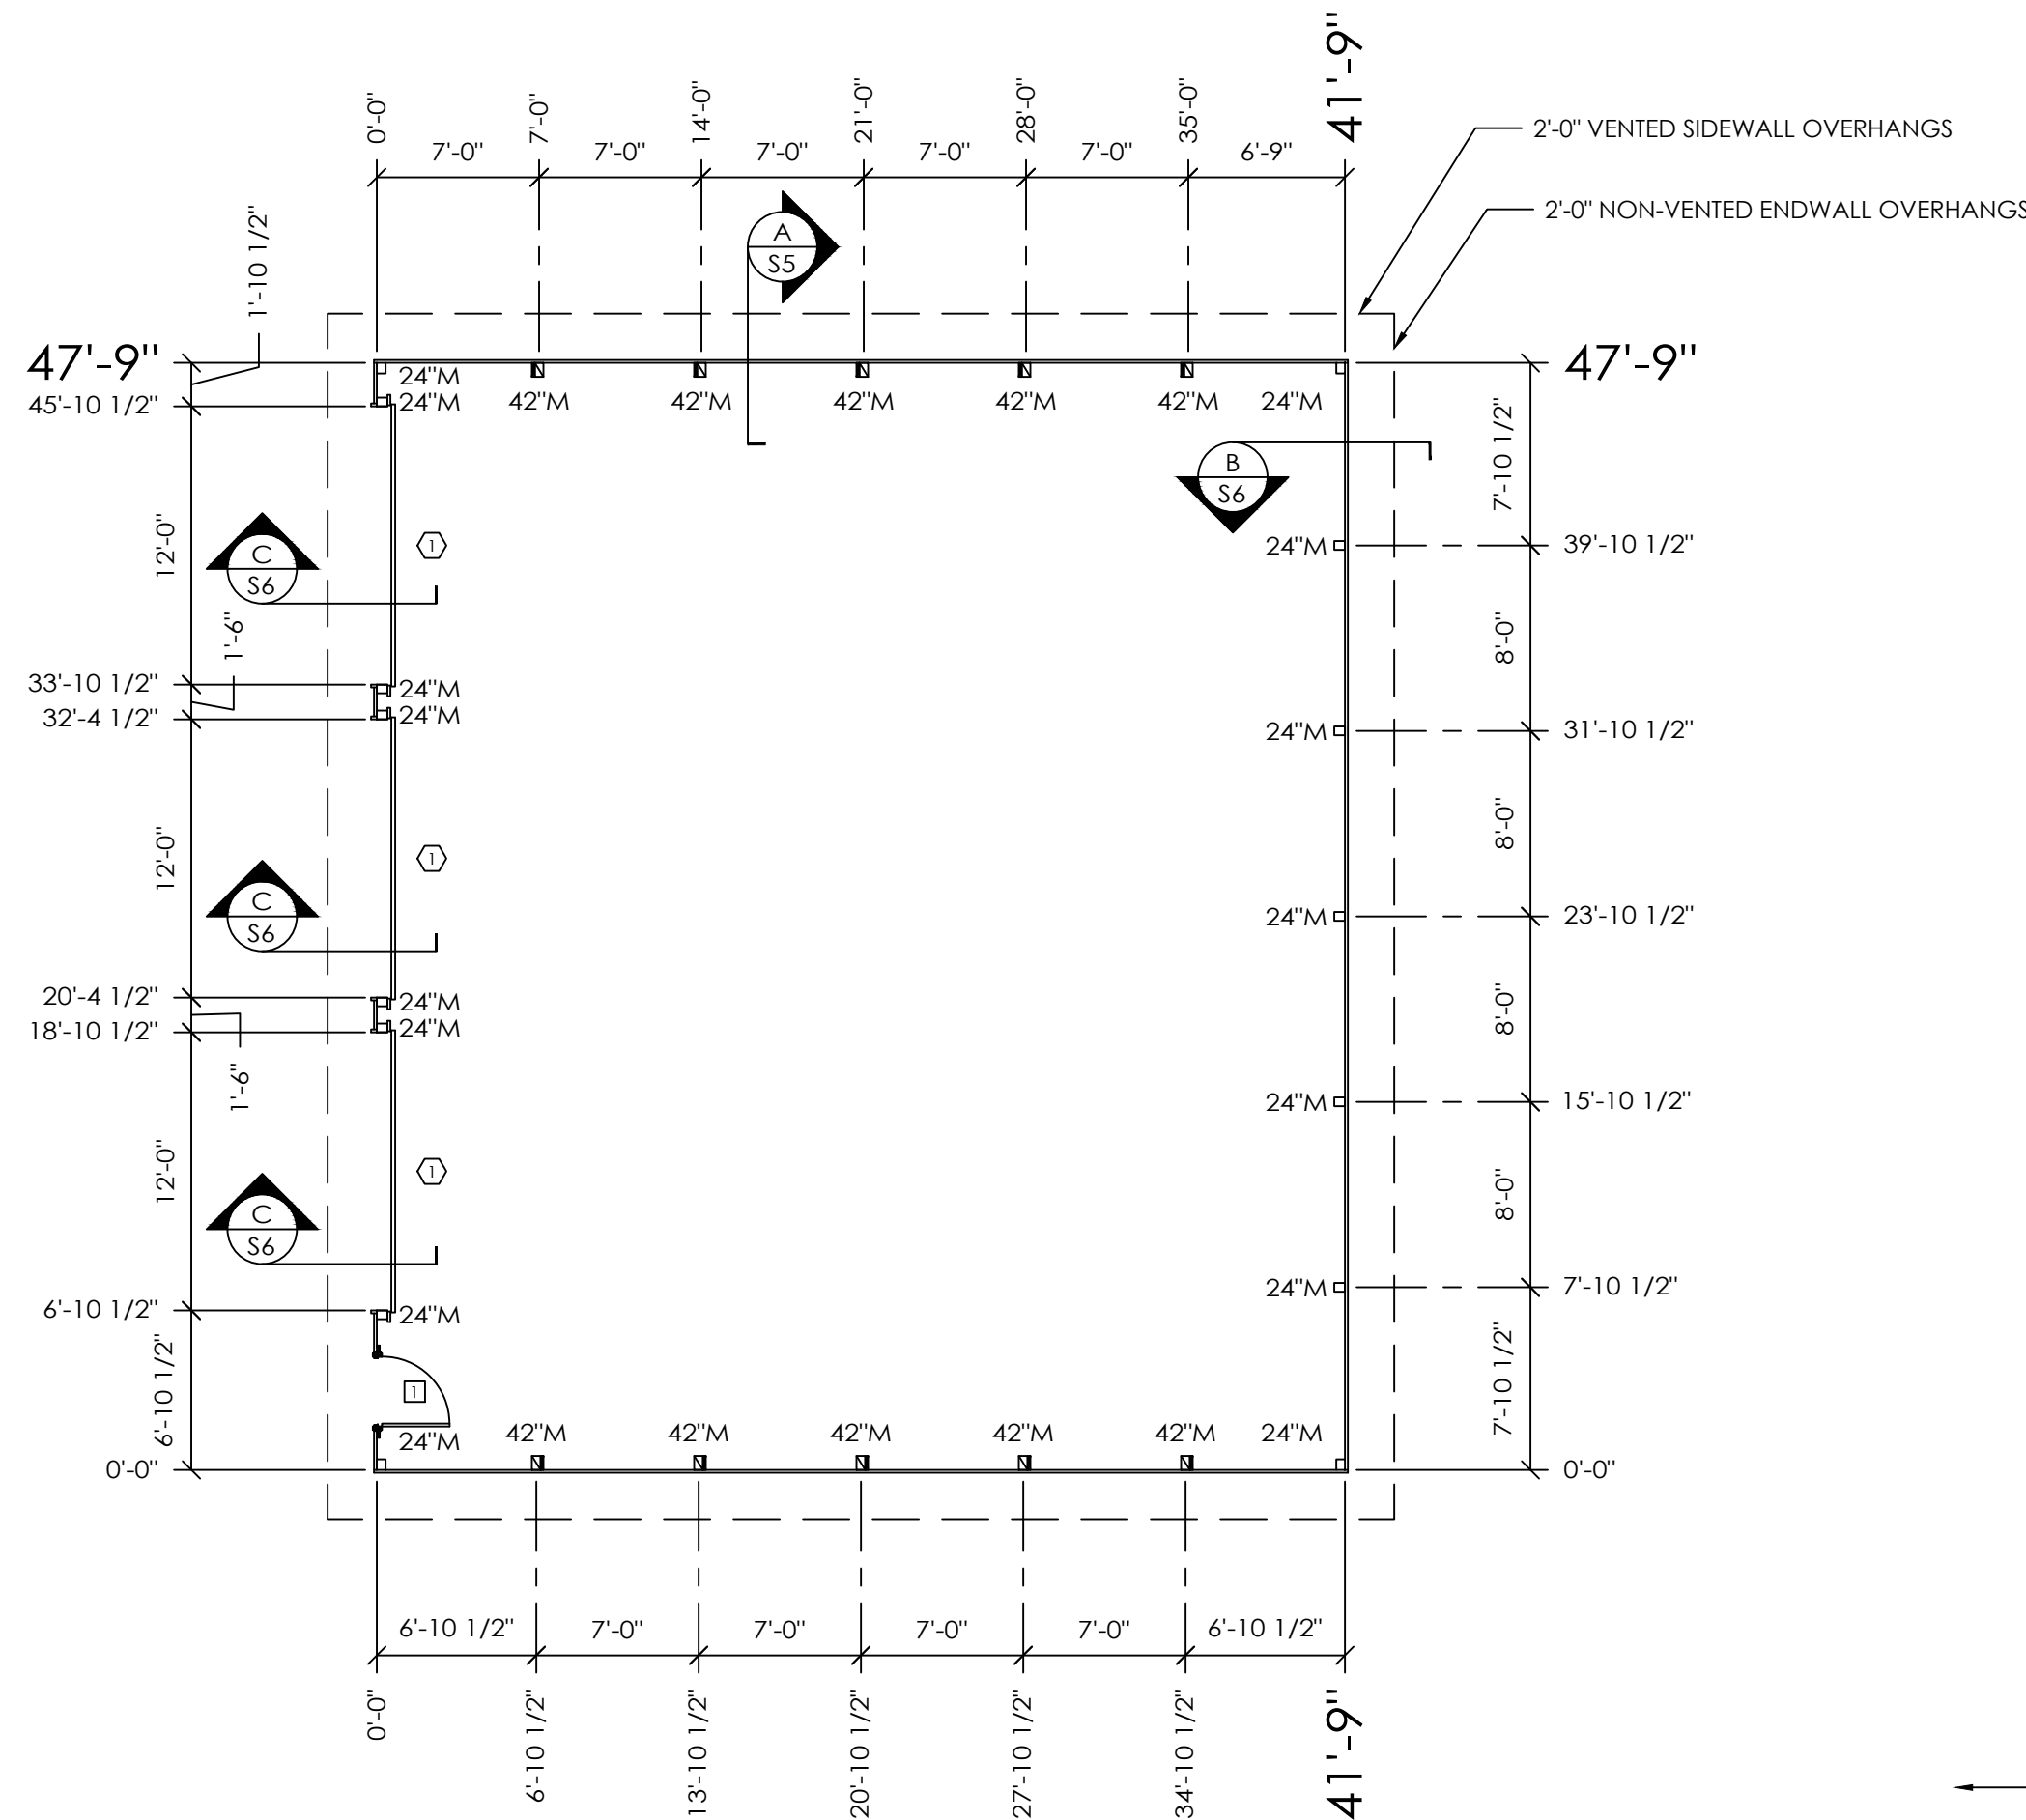 0'-0"
7'-0"
14'-0"
21'-0"
28'-0"
35'-0"
41'-9"
7'-0"
7'-0"
7'-0"
7'-0"
7'-0"
6'-9"
2'-0" VENTED SIDEWALL OVERHANGS
2'-0" NON-VENTED ENDWALL OVERHANGS
A
S5
1'-10 1/2"
47'-9"
45'-10 1/2"
12'-0"
33'-10 1/2"
1'-6"
32'-4 1/2"
12'-0"
20'-4 1/2"
18'-10 1/2"
1'-6"
12'-0"
6'-10 1/2"
6'-10 1/2"
0'-0"
C
S6
C
S6
C
S6
24"M
24"M
42"M
42"M
42"M
42"M
42"M
24"M
B
S6
1
24"M
24"M
1
24"M
24"M
1
24"M
1
24"M
24"M
24"M
24"M
24"M
24"M
42"M
42"M
42"M
42"M
42"M
24"M
47'-9"
7'-10 1/2"
39'-10 1/2"
8'-0"
31'-10 1/2"
8'-0"
23'-10 1/2"
8'-0"
15'-10 1/2"
8'-0"
7'-10 1/2"
7'-10 1/2"
0'-0"
6'-10 1/2"
7'-0"
7'-0"
7'-0"
7'-0"
6'-10 1/2"
0'-0"
6'-10 1/2"
13'-10 1/2"
20'-10 1/2"
27'-10 1/2"
34'-10 1/2"
41'-9"